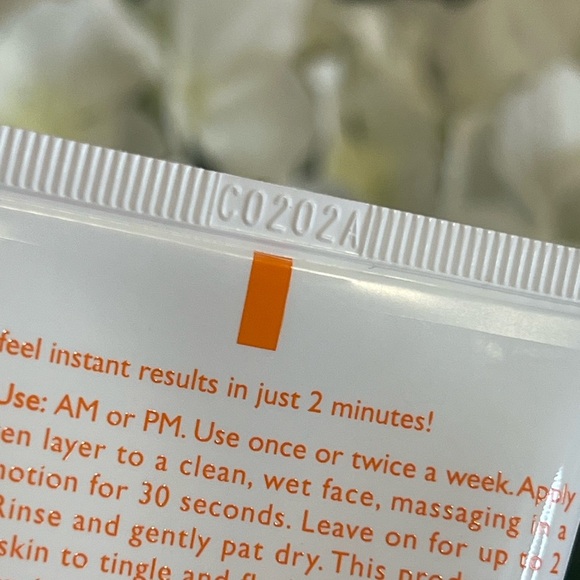 C0202A
feel instant results in just 2 minutes!
Use: AM or PM. Use once or twice a week. Apply
en layer to a clean, wet face, massaging in a
notion for 30 seconds. Leave on for up to 2
Rinse and gently pat dry. This
skin to tingle and